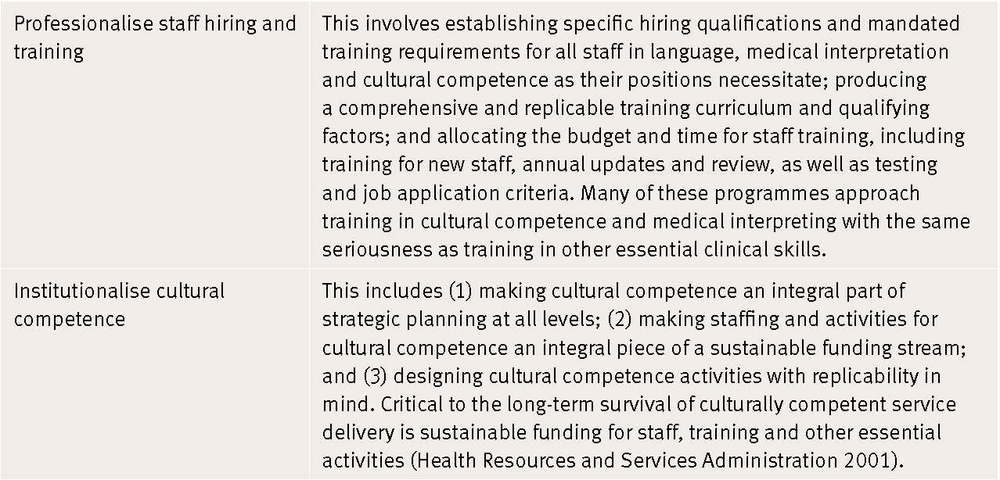 Professionalise staff hiring and
training
This involves establishing specific hiring qualifications and mandated
training requirements for all staff in language, medical interpretation
and cultural competence as their positions necessitate; producing
a comprehensive and replicable training curriculum and qualifying
factors; and allocating the budget and time for staff training, including
training for new staff, annual updates and review, as well as testing
and job application criteria. Many of these programmes approach
training in cultural competence and medical interpreting with the same
seriousness as training in other essential clinical skills.
Institutionalise cultural
competence
This includes (1) making cultural competence an integral part of
strategic planning at all levels; (2) making staffing and activities for
cultural competence an integral piece of a sustainable funding stream;
and (3) designing cultural competence activities with replicability in
mind. Critical to the long-term survival of culturally competent service
delivery is sustainable funding for staff, training and other essential
activities (Health Resources and Services Administration 2001).